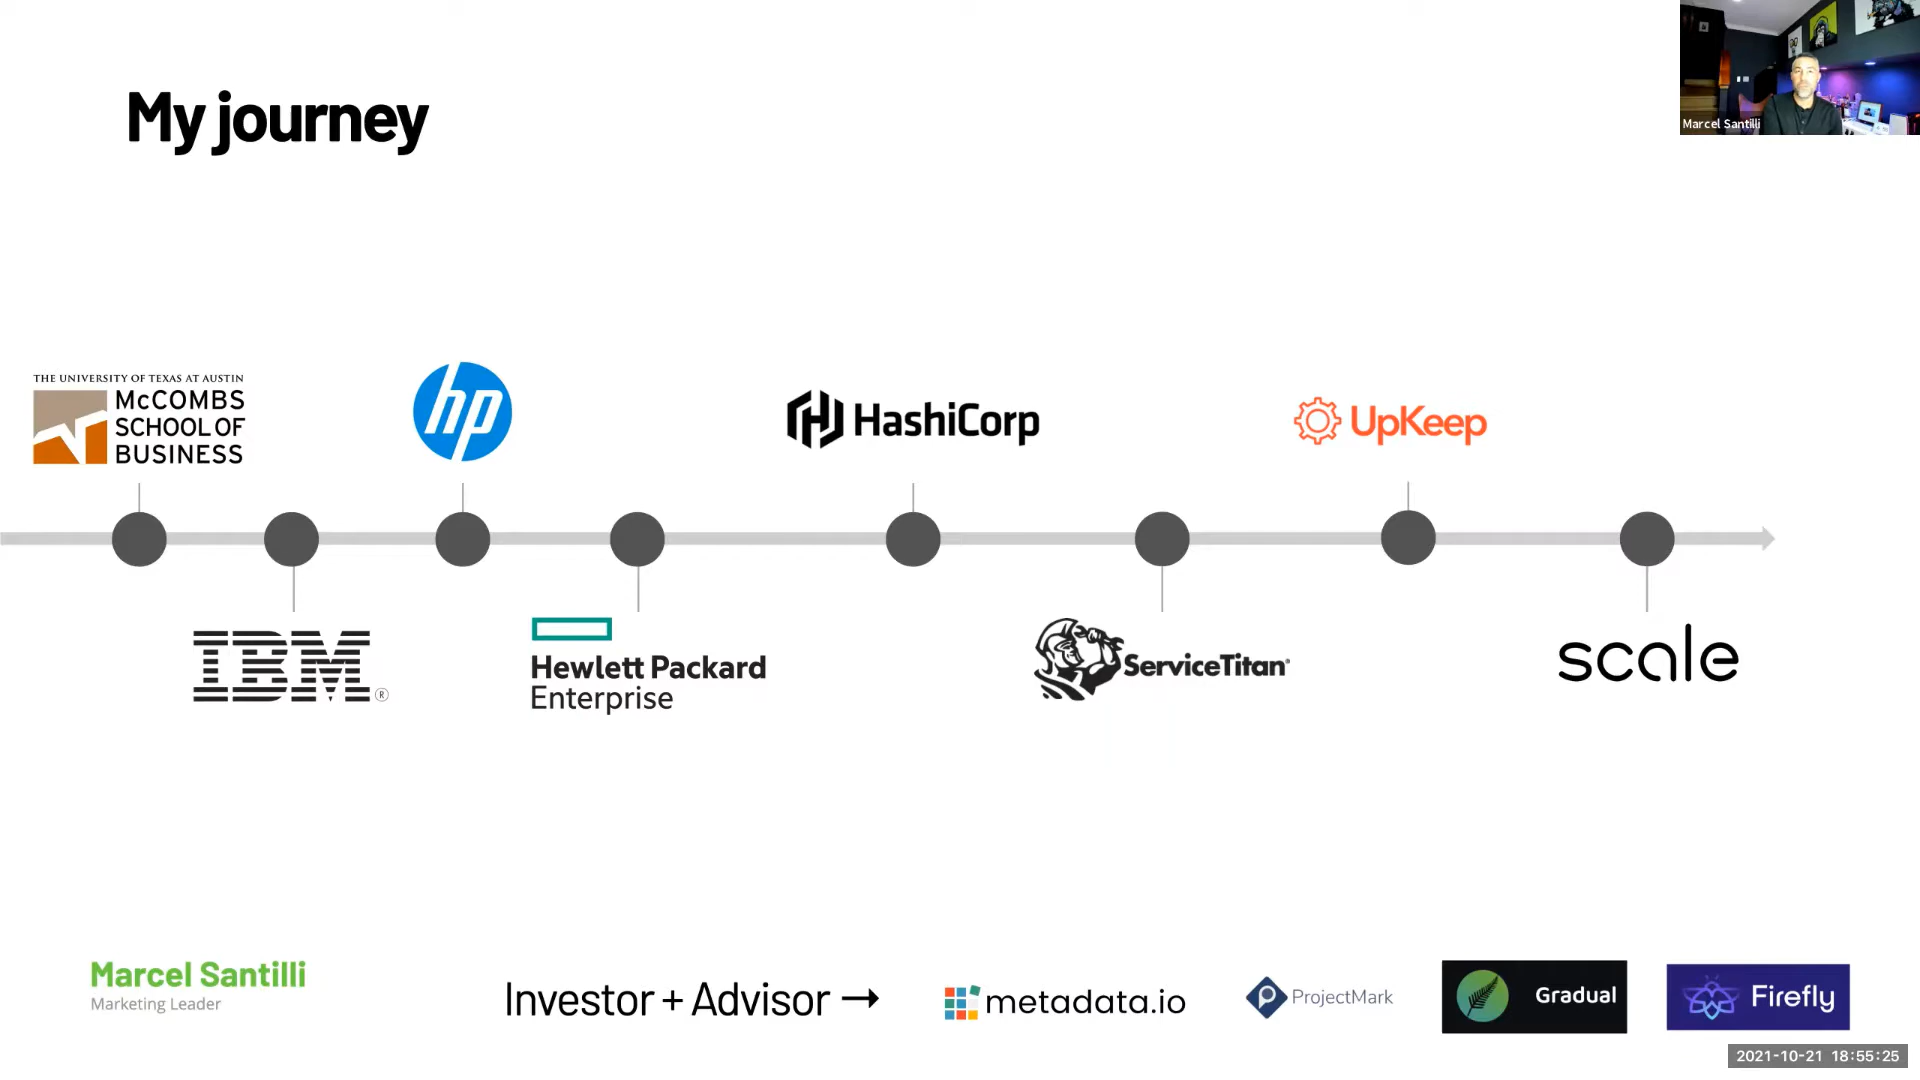 My journey
Marcel Santilli
THE UNIVERSITY OF TEXAS AT AUSTIN
McCOMBS
SCHOOL OF
BUSINESS
hp
HashiCorp
UpKeep
IBM®
Hewlett Packard
Enterprise
ServiceTitan
scale
Marcel Santilli
Marketing Leader
Investor + Advisor →
metadata.io
ProjectMark
Gradual
Firefly
2021-10-21 18:55:25